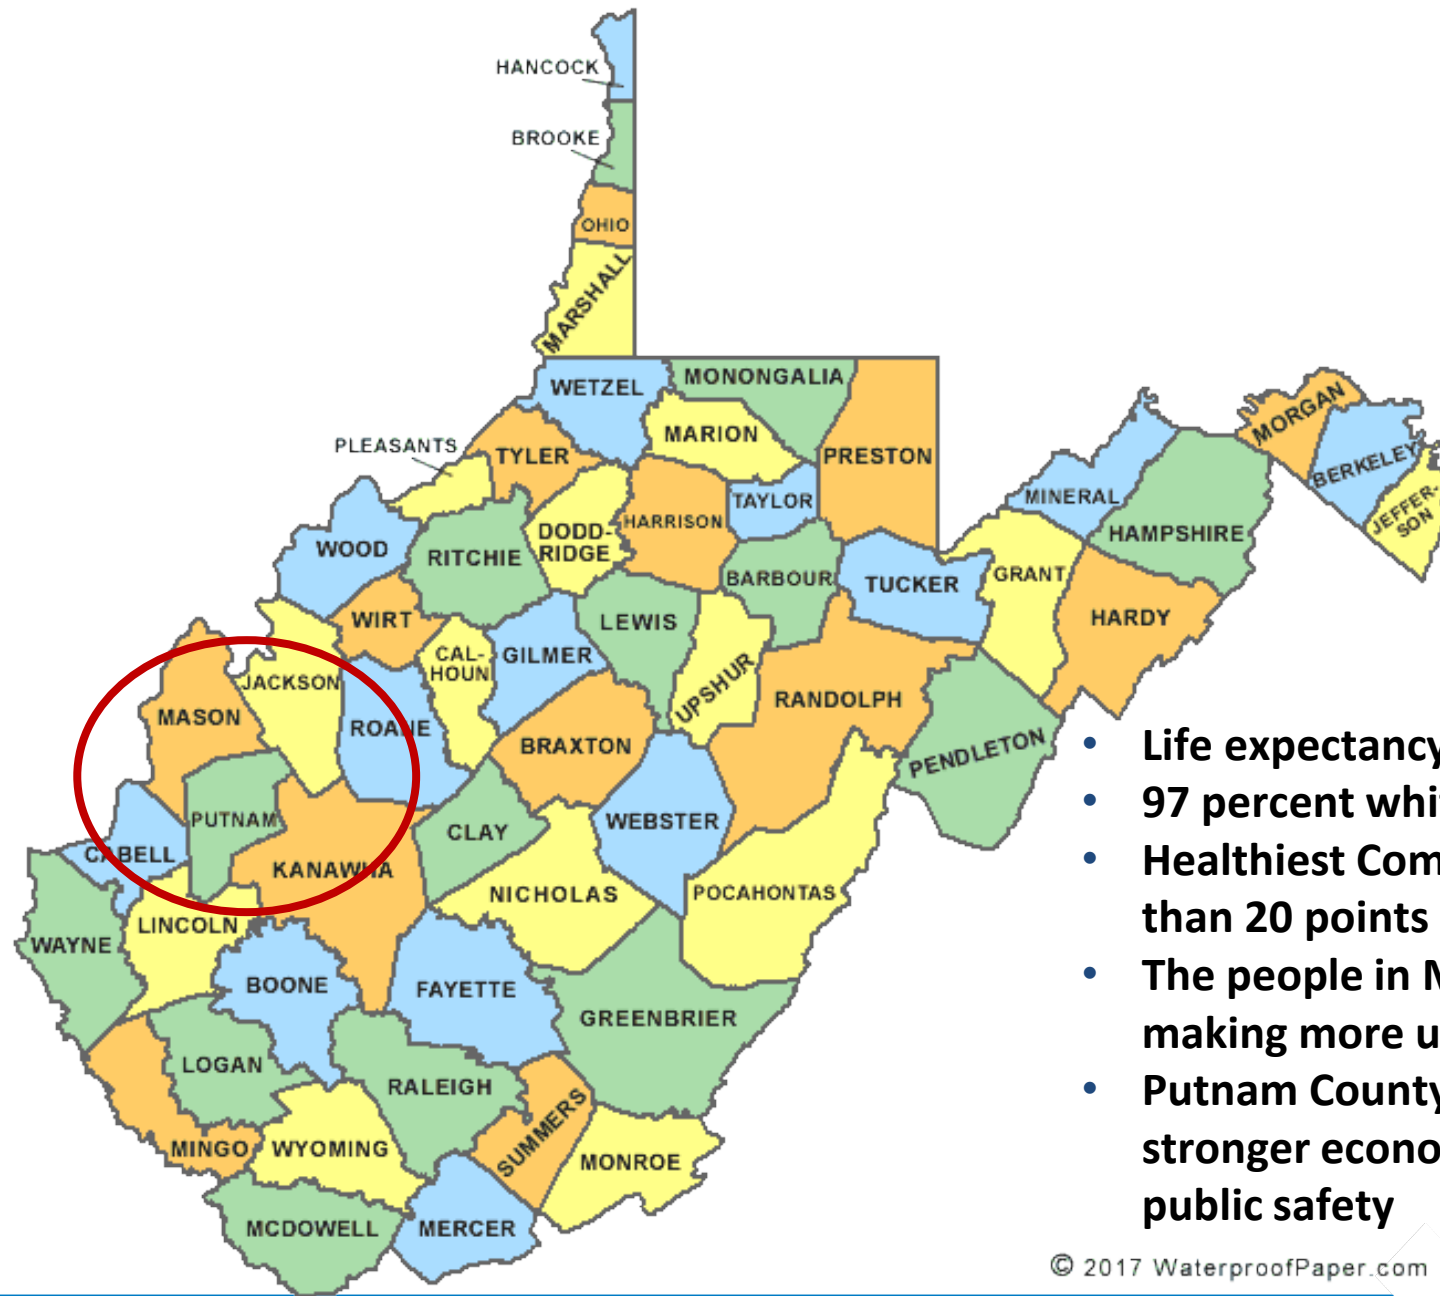 HANCOCK
BROOKE
OHIO
MARSHALL
WETZEL
MONONGALIA
MORGAN
PLEASANTS
TYLER
MARION
PRESTON
BERKELEY
MINERAL
JEFFER-
SON
WOOD
RITCHIE
DODD-
RIDGE
HARRISON
TAYLOR
HAMPSHIRE
BARBOUR
TUCKER
GRANT
WIRT
LEWIS
HARDY
CAL-
HOUN
GILMER
JACKSON
UPSHUR
RANDOLPH
MASON
ROANE
BRAXTON
PENDLETON
PUTNAM
CLAY
WEBSTER
CABELL
KANAWHA
NICHOLAS
POCAHONTAS
LINCOLN
WAYNE
BOONE
FAYETTE
GREENBRIER
LOGAN
RALEIGH
SUMMERS
MINGO
WYOMING
MONROE
MCDOWELL
MERCER
• Life expectancy
• 97 percent whi
• Healthiest Com
than 20 points
• The people in M
making more u
• Putnam County
stronger econo
public safety
© 2017 WaterproofPaper.com